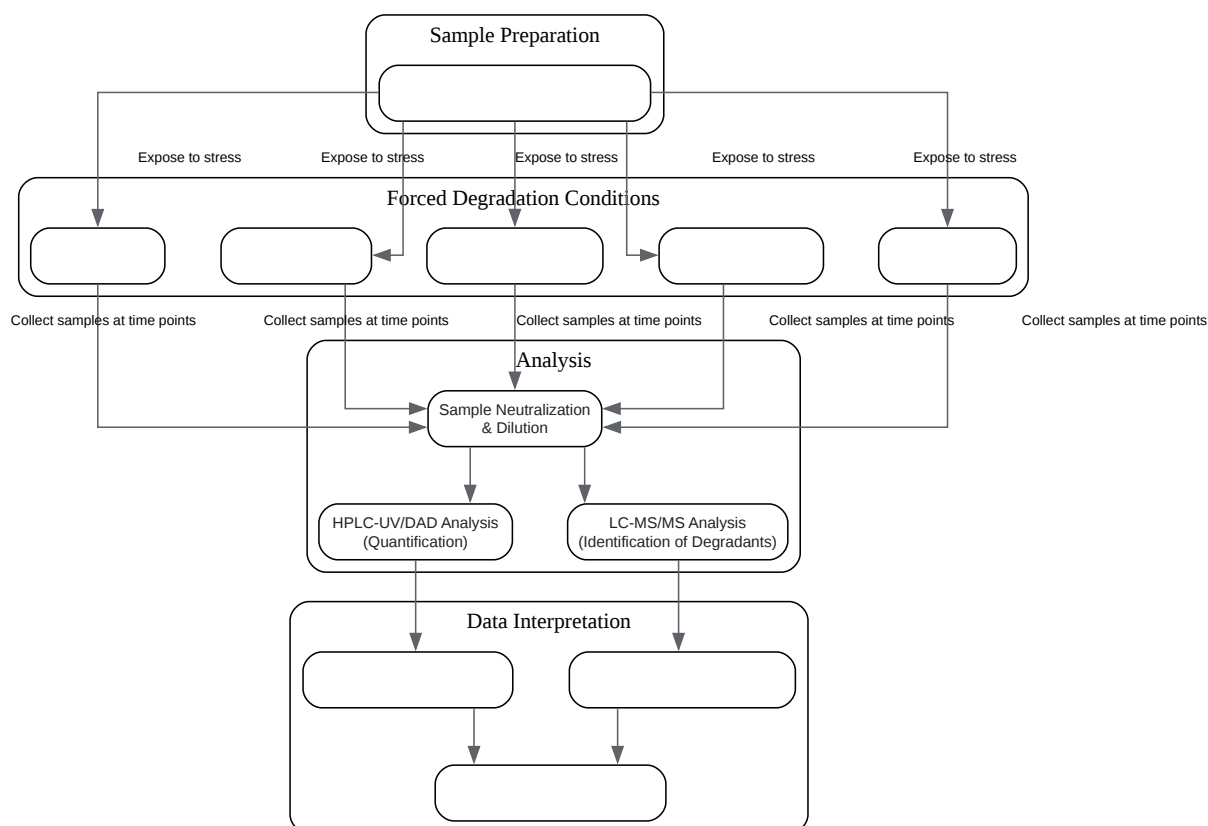 Sample Preparation
Expose to stress
Expose to stress
Expose to stress
Expose to stress
Expose to stress
Forced Degradation Conditions
Collect samples at time points
Collect samples at time points
Collect samples at time points
Collect samples at time points
Collect samples at time points
Analysis
Sample Neutralization
& Dilution
HPLC-UV/DAD Analysis
(Quantification)
LC-MS/MS Analysis
(Identification of Degradants)
Data Interpretation